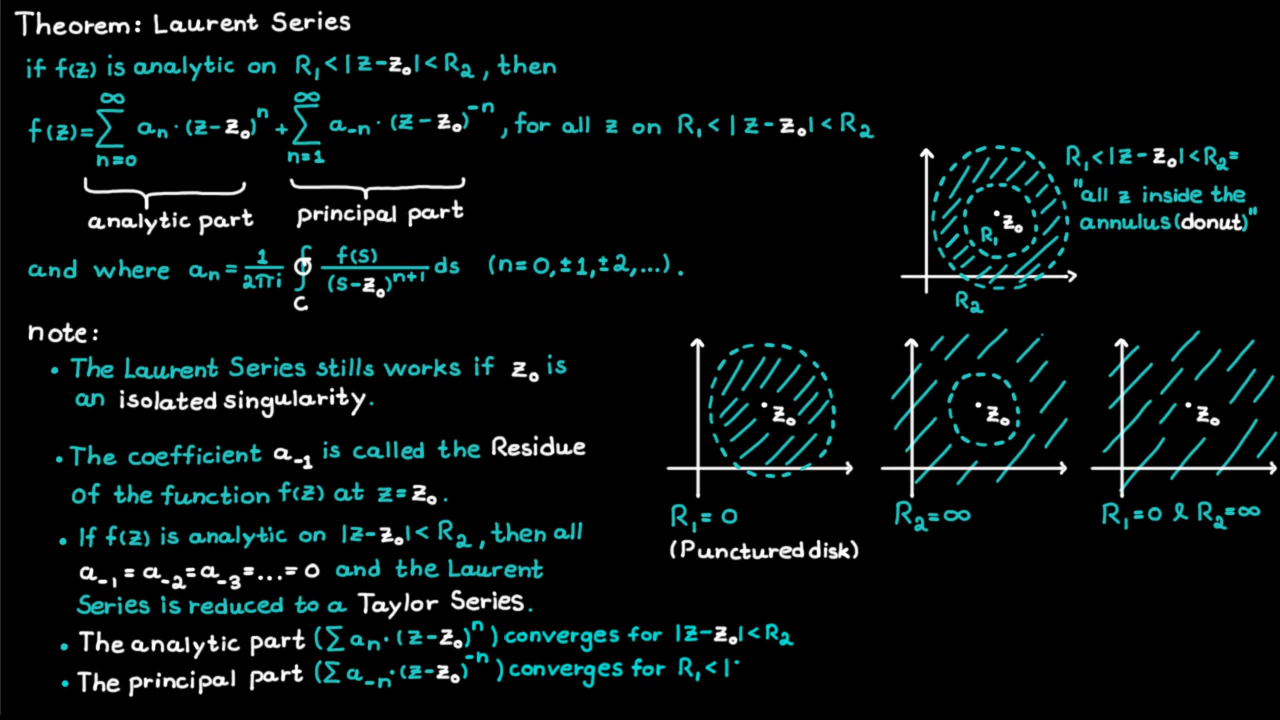 Theorem: Laurent Series
if f(z) is analytic on R₁<|z-z₀|<R₂, then
f(z)=∑_{n=0}^{∞} aₙ·(z-z₀)ⁿ+∑_{n=1}^{∞} a₋ₙ·(z-z₀)⁻ⁿ, for all z on R₁<|z-z₀|<R₂
analytic part principal part
and where aₙ=1/(2πi) ∮_C f(s)/(s-z₀)ⁿ⁺¹ ds (n=0,±1,±2,...).
R₁<|z-z₀|<R₂=
"all z inside the
annulus(donut)"
z₀
R₁
R₂
note:
• The Laurent Series stills works if z₀ is
an isolated singularity.
• The coefficient a₋₁ is called the Residue
of the function f(z) at z=z₀.
• If f(z) is analytic on |z-z₀|<R₂, then all
a₋₁=a₋₂=a₋₃=...=0 and the Laurent
Series is reduced to a Taylor Series.
• The analytic part (∑aₙ·(z-z₀)ⁿ) converges for |z-z₀|<R₂
• The principal part (∑a₋ₙ·(z-z₀)⁻ⁿ) converges for R₁<|
z₀
R₁=0
(Punctured disk)
z₀
R₂=∞
z₀
R₁=0 & R₂=∞